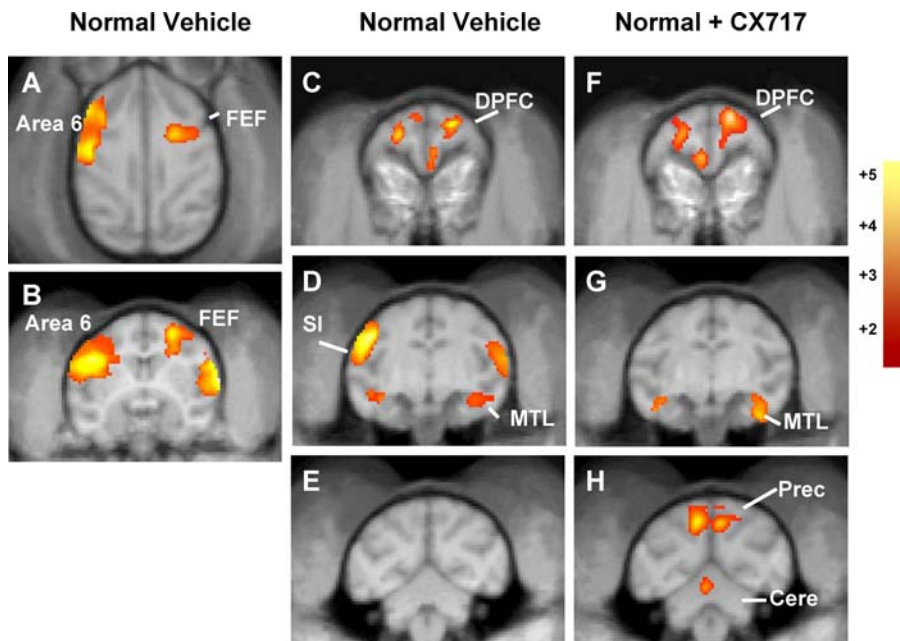 Normal Vehicle
Normal Vehicle
Normal + CX717
A
Area 6
FEF
B
Area 6
FEF
C
DPFC
D
SI
MTL
E
F
DPFC
G
MTL
H
Prec
Cere
+5
+4
+3
+2